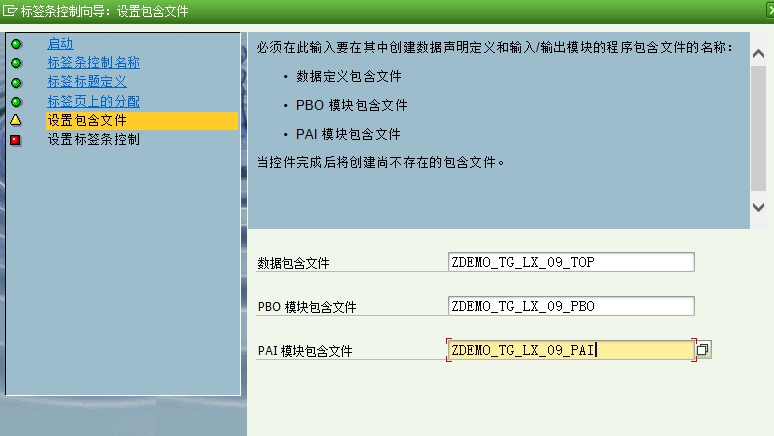 标签条控制向导：设置包含文件
启动
标签条控制名称
标签标题定义
标签页上的分配
设置包含文件
设置标签条控制
必须在此输入要在其中创建数据声明定义和输入/输出模块的程序包含文件的名称：
• 数据定义包含文件
• PBO 模块包含文件
• PAI 模块包含文件
当控件完成后将创建尚不存在的包含文件。
数据包含文件 ZDEMO_TG_LX_09_TOP
PBO 模块包含文件 ZDEMO_TG_LX_09_PBO
PAI 模块包含文件 ZDEMO_TG_LX_09_PAI